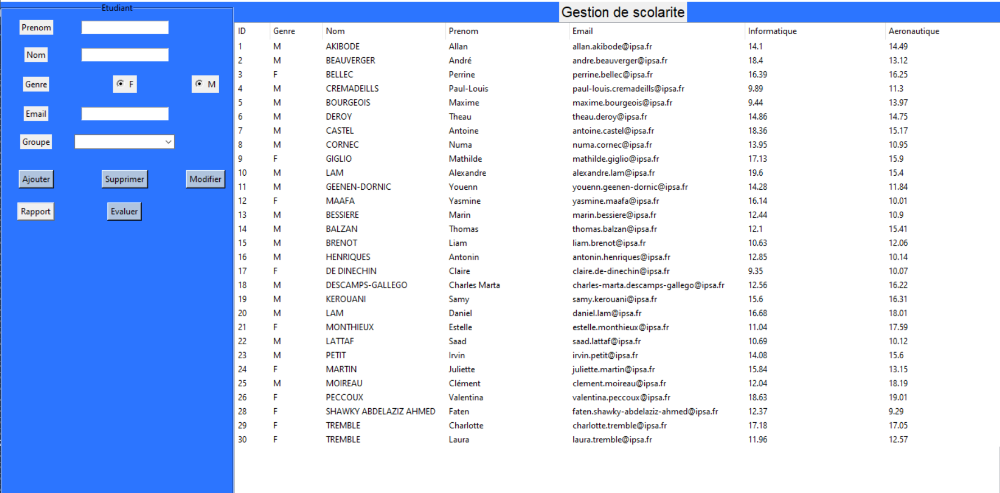 Etudiant
Prenom
Nom
Genre F M
Email
Groupe
Ajouter Supprimer Modifier
Rapport Evaluer
Gestion de scolarite
ID Genre Nom Prenom Email Informatique Aeronautique
1 M AKIBODE Allan allan.akibode@ipsa.fr 14.1 14.49
2 M BEAUVERGER André andre.beauverger@ipsa.fr 18.4 13.12
3 F BELLEC Perrine perrine.bellec@ipsa.fr 16.39 16.25
4 M CREMADEILLS Paul-Louis paul-louis.cremadeills@ipsa.fr 9.89 11.3
5 M BOURGEOIS Maxime maxime.bourgeois@ipsa.fr 9.44 13.97
6 M DEROY Theau theau.deroy@ipsa.fr 14.86 14.75
7 M CASTEL Antoine antoine.castel@ipsa.fr 18.36 15.17
8 M CORNEC Numa numa.cornec@ipsa.fr 13.95 10.95
9 F GIGLIO Mathilde mathilde.giglio@ipsa.fr 17.13 15.9
10 M LAM Alexandre alexandre.lam@ipsa.fr 19.6 15.4
11 M GEENEN-DORNIC Youenn youenn.geenen-dornic@ipsa.fr 14.28 11.84
12 F MAAFA Yasmine yasmine.maafa@ipsa.fr 16.14 10.01
13 M BESSIERE Marin marin.bessiere@ipsa.fr 12.44 10.9
14 M BALZAN Thomas thomas.balzan@ipsa.fr 12.1 15.41
15 M BRENOT Liam liam.brenot@ipsa.fr 10.63 12.06
16 M HENRIQUES Antonin antonin.henriques@ipsa.fr 12.85 10.14
17 F DE DINECHIN Claire claire.de-dinechin@ipsa.fr 9.35 10.07
18 M DESCAMPS-GALLEGO Charles Marta charles-marta.descamps-gallego@ipsa.fr 12.56 16.22
19 M KEROUANI Samy samy.kerouani@ipsa.fr 15.6 16.31
20 M LAM Daniel daniel.lam@ipsa.fr 16.68 18.01
21 F MONTHIEUX Estelle estelle.monthieux@ipsa.fr 11.04 17.59
22 M LATTAF Saad saad.lattaf@ipsa.fr 10.69 10.12
23 M PETIT Irvin irvin.petit@ipsa.fr 14.08 15.6
24 F MARTIN Juliette juliette.martin@ipsa.fr 15.84 13.15
25 M MOIREAU Clément clement.moireau@ipsa.fr 12.04 18.19
26 F PECCOUX Valentina valentina.peccoux@ipsa.fr 18.63 19.01
28 F SHAWKY ABDELAZIZ AHMED Faten faten.shawky-abdelaziz-ahmed@ipsa.fr 12.37 9.29
29 F TREMBLE Charlotte charlotte.tremble@ipsa.fr 17.18 17.05
30 F TREMBLE Laura laura.tremble@ipsa.fr 11.96 12.57